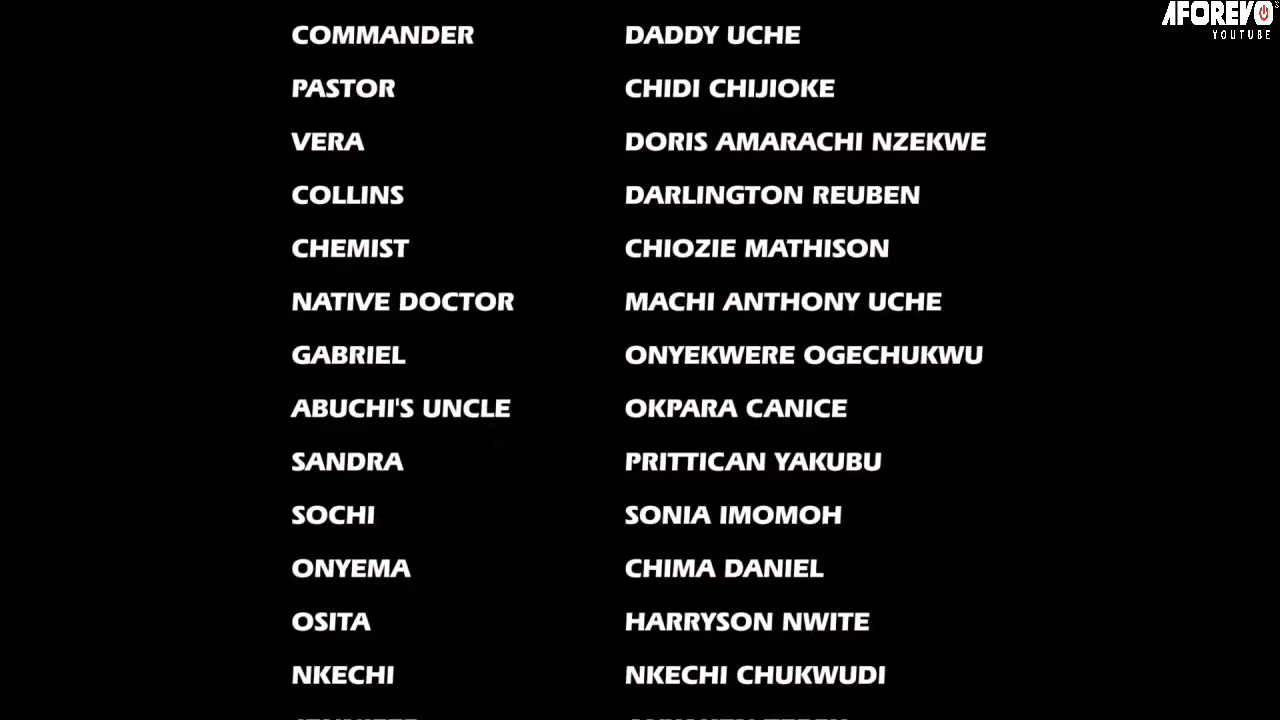 AFOREVO
YOUTUBE
COMMANDER DADDY UCHE
PASTOR CHIDI CHIJIOKE
VERA DORIS AMARACHI NZEKWE
COLLINS DARLINGTON REUBEN
CHEMIST CHIOZIE MATHISON
NATIVE DOCTOR MACHI ANTHONY UCHE
GABRIEL ONYEKWERE OGECHUKWU
ABUCHI'S UNCLE OKPARA CANICE
SANDRA PRITTICAN YAKUBU
SOCHI SONIA IMOMOH
ONYEMA CHIMA DANIEL
OSITA HARRYSON NWITE
NKECHI NKECHI CHUKWUDI